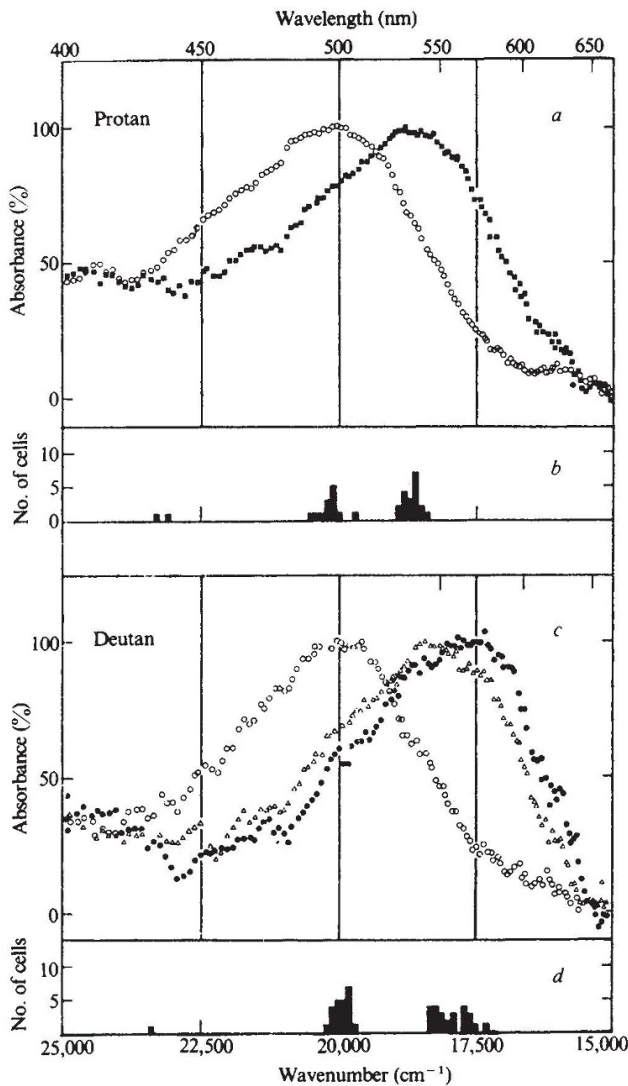 Wavelength (nm)
400 450 500 550 600 650
Protan
a
100
50
0
Absorbance (%)
b
10
5
0
No. of cells
Deutan
c
100
50
0
Absorbance (%)
d
10
5
No. of cells
25,000 22,500 20,000 17,500 15,000
Wavenumber (cm⁻¹)